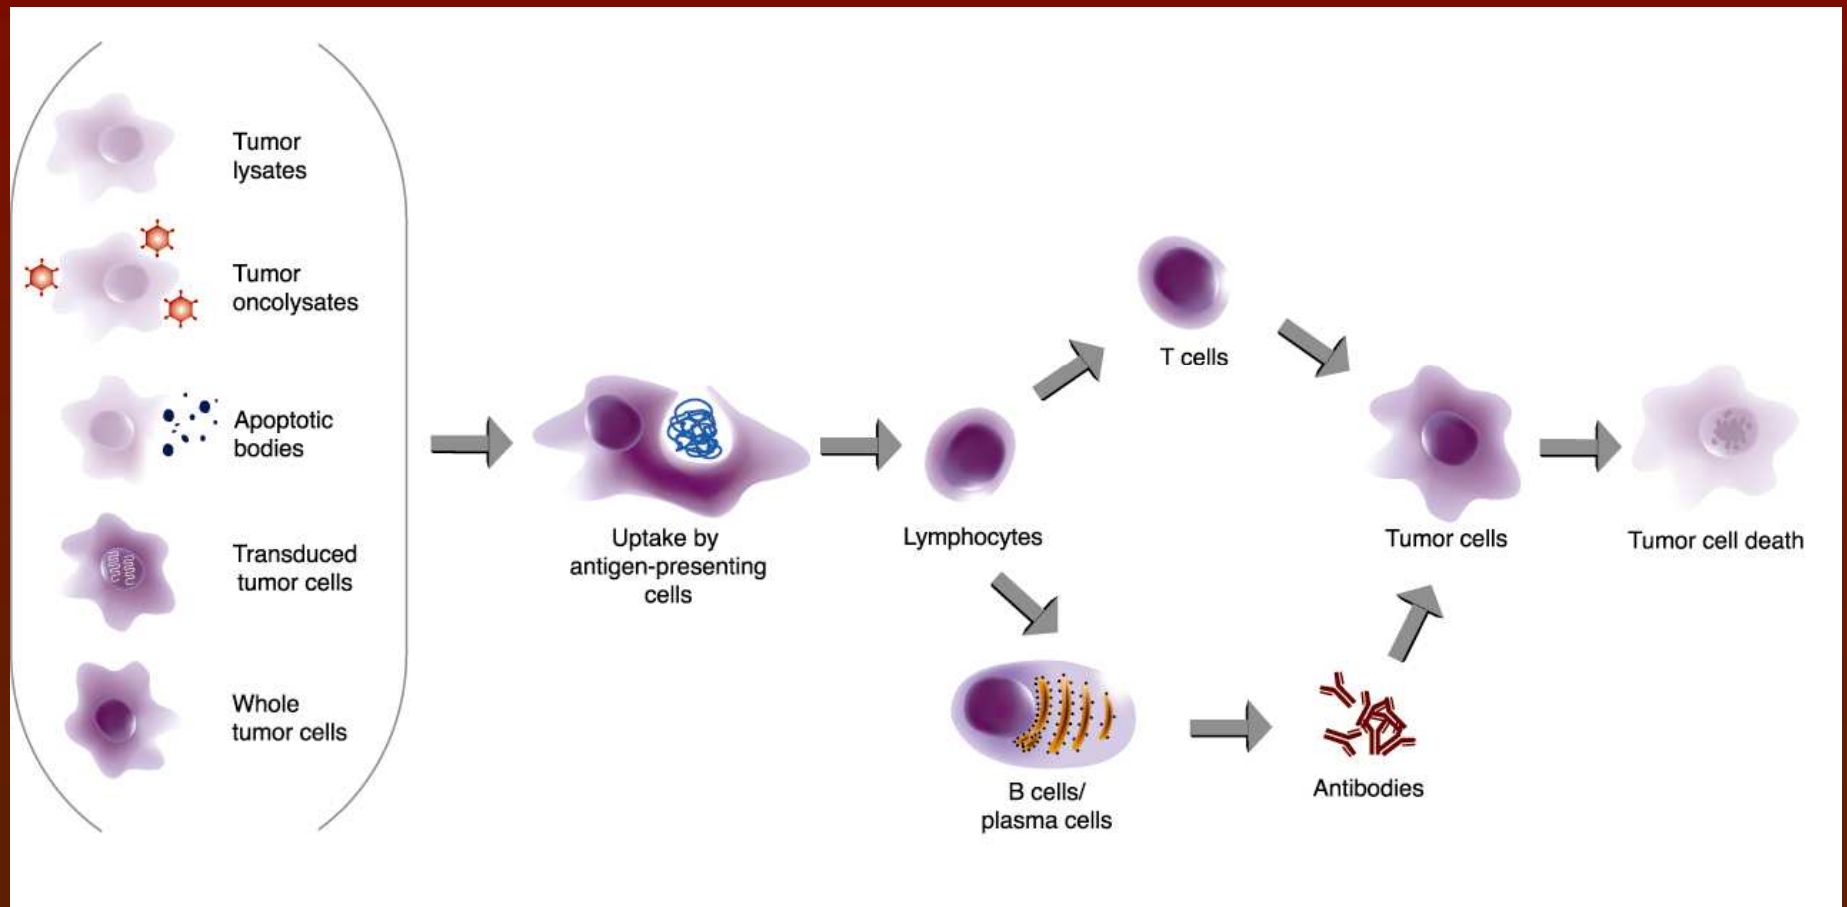 Tumor
lysates
Tumor
oncolysates
Apoptotic
bodies
Transduced
tumor cells
Whole
tumor cells
Uptake by
antigen-presenting
cells
Lymphocytes
T cells
B cells/
plasma cells
Antibodies
Tumor cells
Tumor cell death